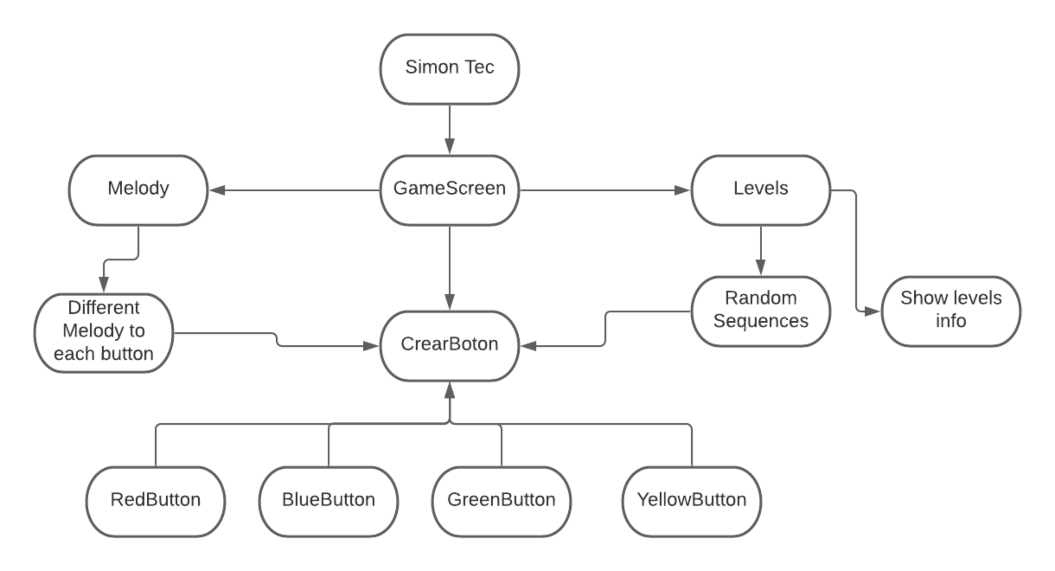 Simon Tec
Melody
GameScreen
Levels
Different
Melody to
each button
CrearBoton
Random
Sequences
Show levels
info
RedButton
BlueButton
GreenButton
YellowButton